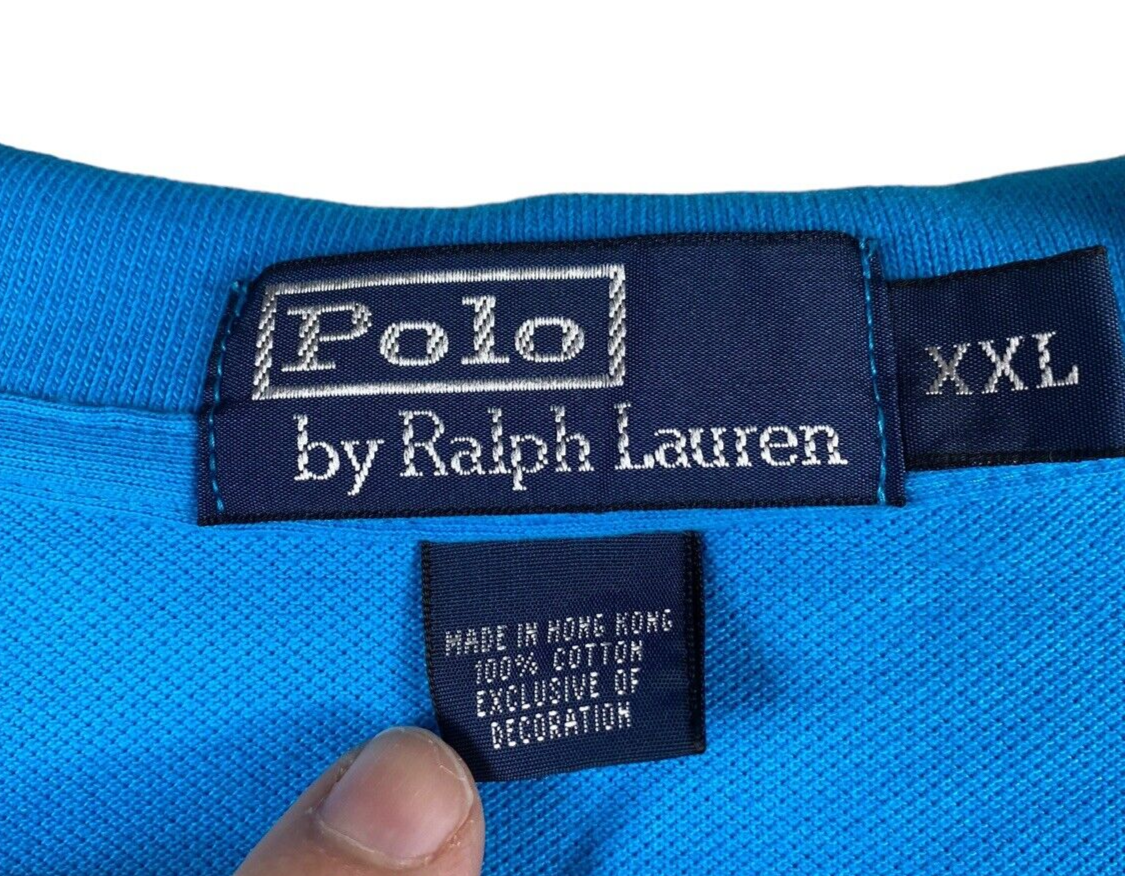 Polo
by Ralph Lauren
XXL
MADE IN HONG KONG
100% COTTON
EXCLUSIVE OF
DECORATION